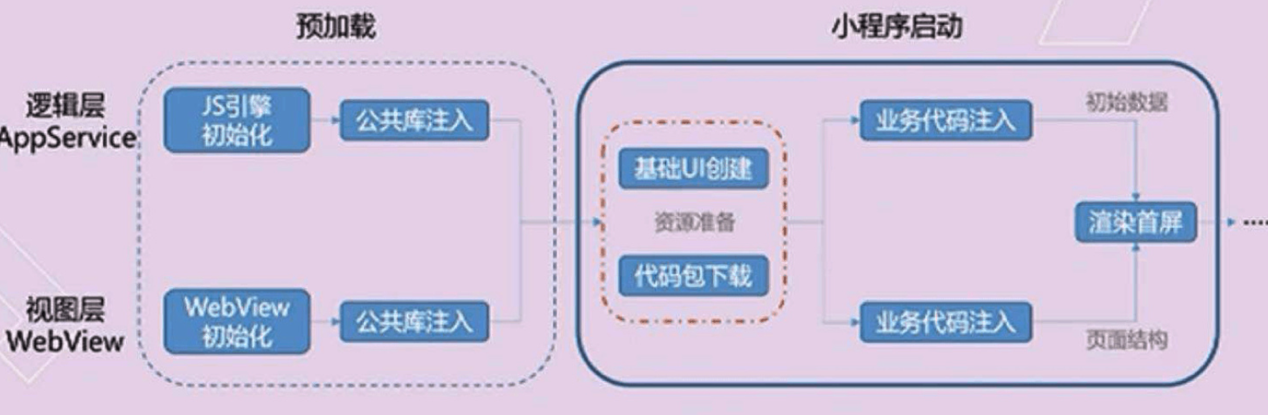 预加载
小程序启动
逻辑层
AppService
JS引擎
初始化
公共库注入
基础UI创建
资源准备
代码包下载
业务代码注入
初始数据
渲染首屏
....
视图层
WebView
WebView
初始化
公共库注入
业务代码注入
页面结构